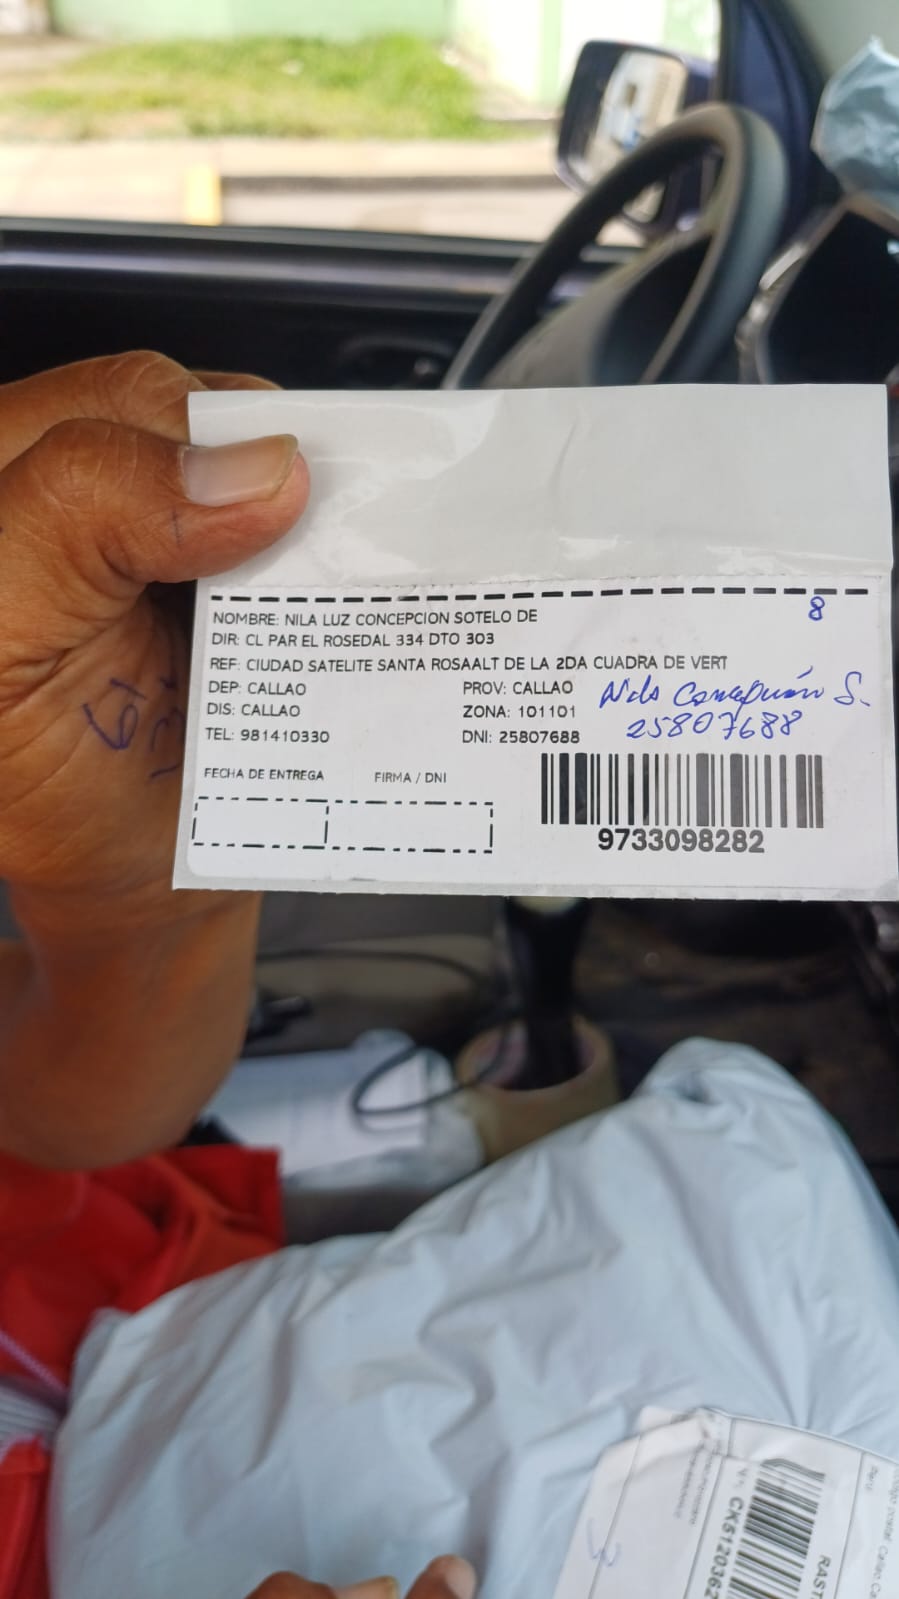 8
NOMBRE: NILA LUZ CONCEPCION SOTELO DE
DIR: CL PAR EL ROSEDAL 334 DTO 303
REF: CIUDAD SATELITE SANTA ROSAALT DE LA 2DA CUADRA DE VERT
DEP: CALLAO PROV: CALLAO Nila Concepción S.
DIS: CALLAO ZONA: 101101 25807688
TEL: 981410330 DNI: 25807688
FECHA DE ENTREGA FIRMA / DNI
9733098282
RAST
CK5120362